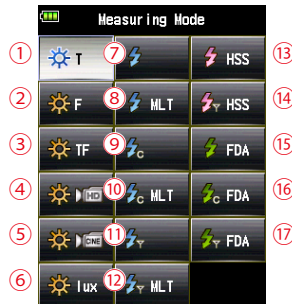 Measuring Mode
① T ⑦ HSS ⑬
② F ⑧ MLT Y HSS ⑭
③ TF ⑨ C FDA ⑮
④ HD ⑩ C MLT C FDA ⑯
⑤ CINE ⑪ Y Y FDA ⑰
⑥ lux ⑫ Y MLT